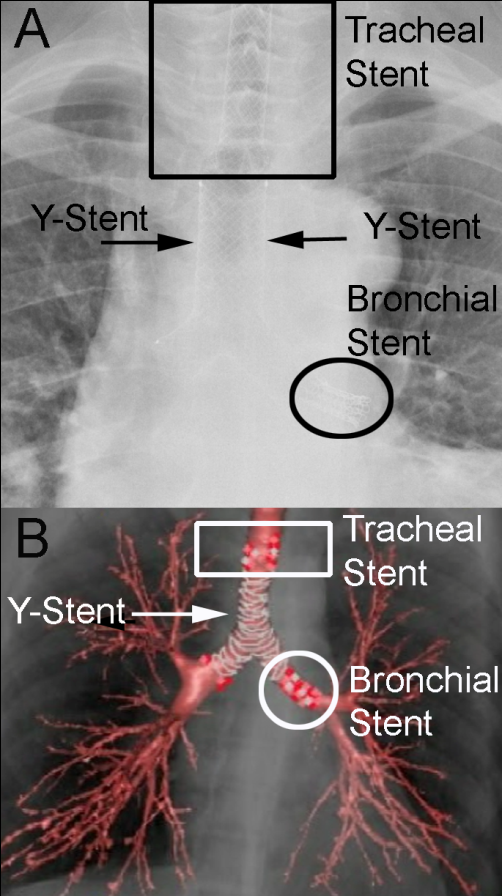 A
Tracheal
Stent
Y-Stent
Y-Stent
Bronchial
Stent
B
Tracheal
Stent
Y-Stent
Bronchial
Stent